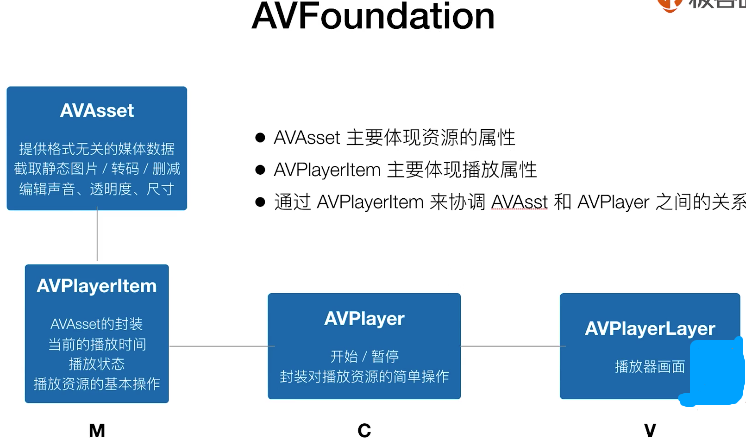 AVFoundation
AVAsset
提供格式无关的媒体数据
截取静态图片 / 转码 / 删减
编辑声音、透明度、尺寸
● AVAsset 主要体现资源的属性
● AVPlayerItem 主要体现播放属性
● 通过 AVPlayerItem 来协调 AVAsst 和 AVPlayer 之间的关系
AVPlayerItem
AVAsset的封装
当前的播放时间
播放状态
播放资源的基本操作
AVPlayer
开始 / 暂停
封装对播放资源的简单操作
AVPlayerLayer
播放器画面
M
C
V